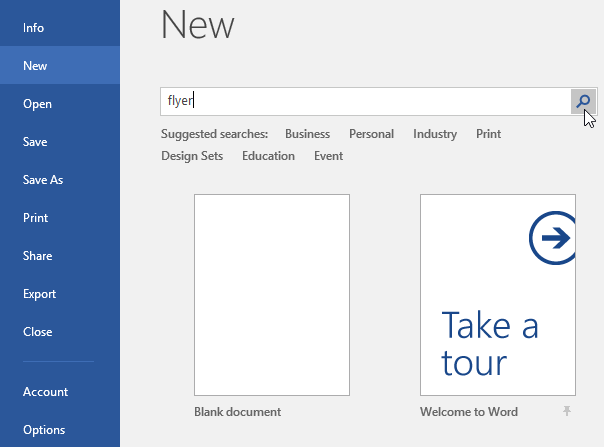 Info
New
Open
Save
Save As
Print
Share
Export
Close
Account
Options
New
flyer
Suggested searches: Business Personal Industry Print
Design Sets Education Event
Take a
tour
Blank document
Welcome to Word